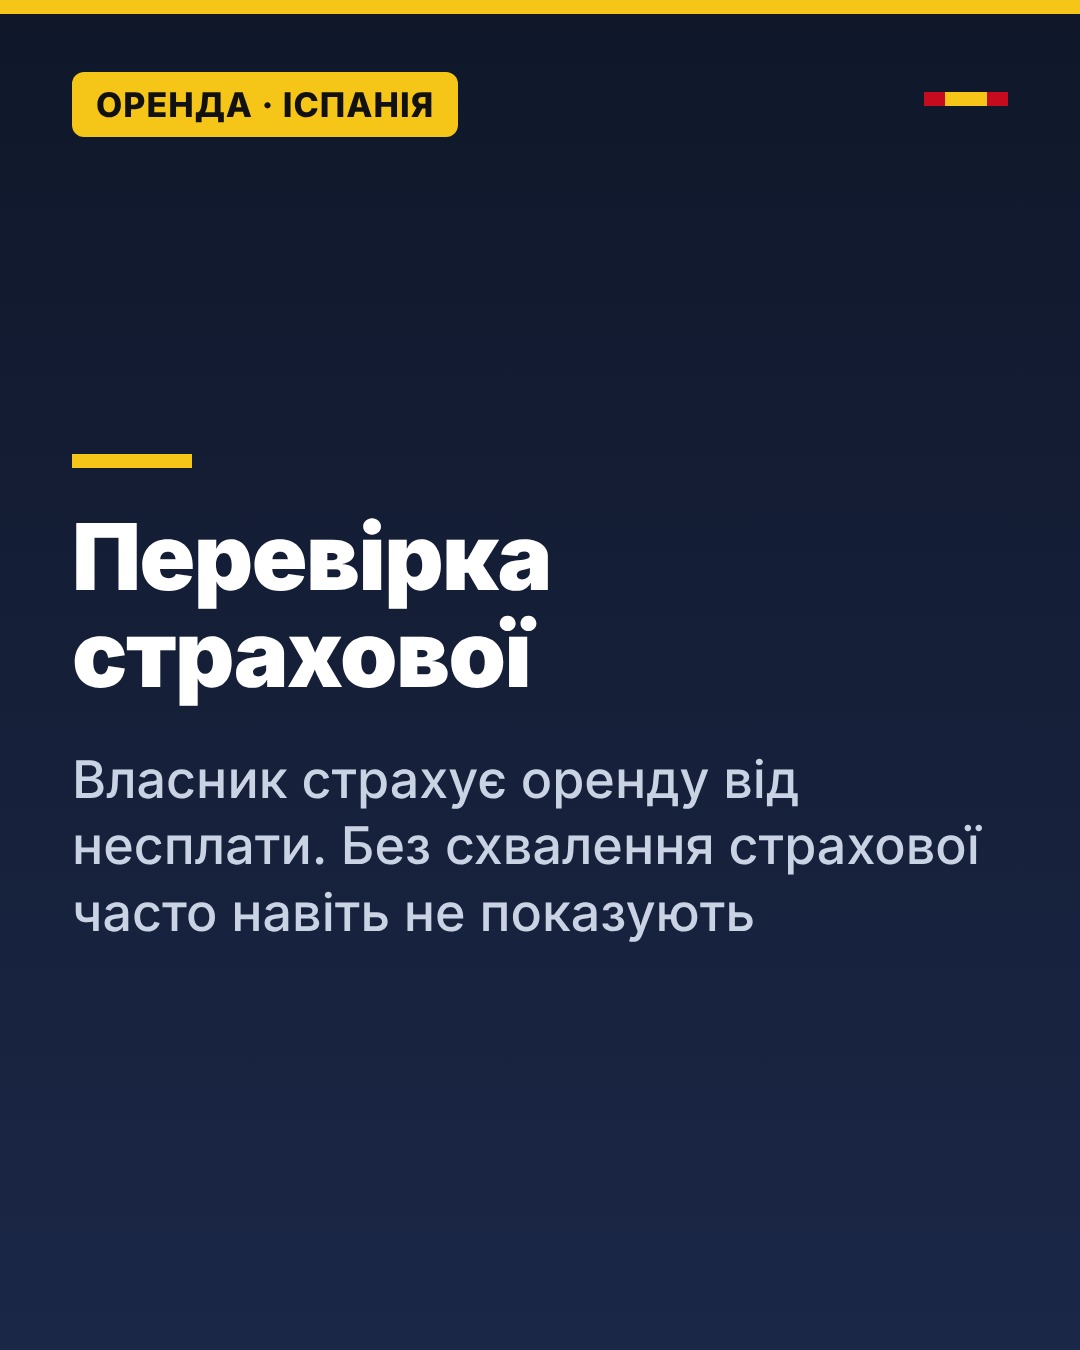 ОРЕНДА · ІСПАНІЯ
Перевірка
страхової
Власник страхує оренду від
несплати. Без схвалення страхової
часто навіть не показують